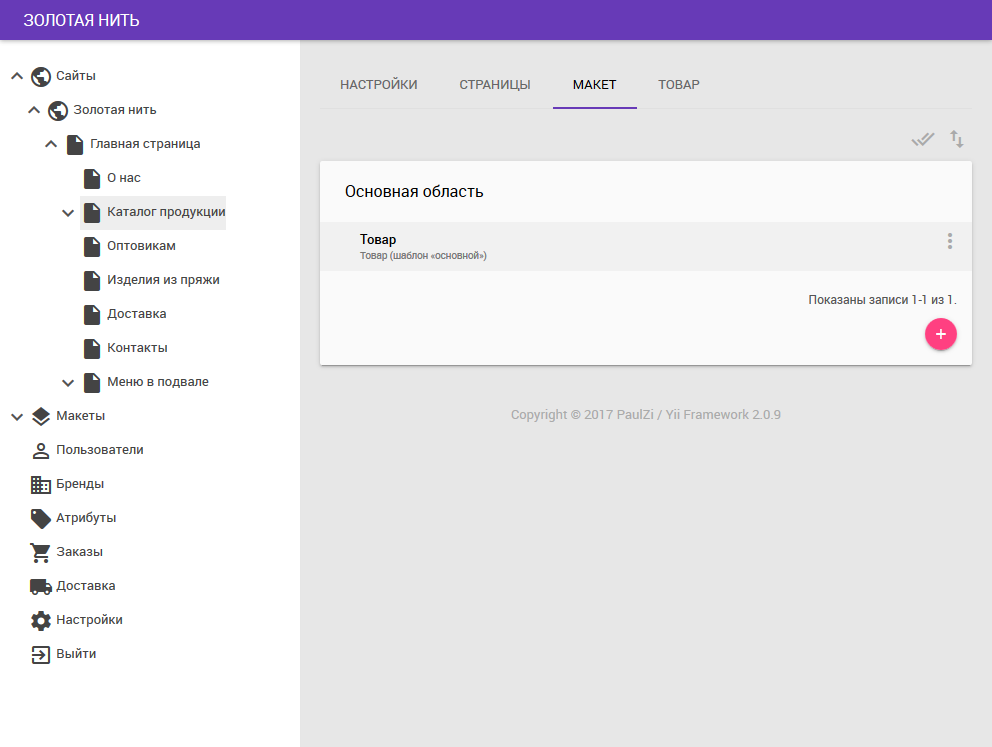 ЗОЛОТАЯ НИТЬ
Сайты
Золотая нить
Главная страница
О нас
Каталог продукции
Оптовикам
Изделия из пряжи
Доставка
Контакты
Меню в подвале
Макеты
Пользователи
Бренды
Атрибуты
Заказы
Доставка
Настройки
Выйти
НАСТРОЙКИ СТРАНИЦЫ МАКЕТ ТОВАР
Основная область
Товар
Товар (шаблон «основной»)
Показаны записи 1-1 из 1.
Copyright © 2017 PaulZi / Yii Framework 2.0.9